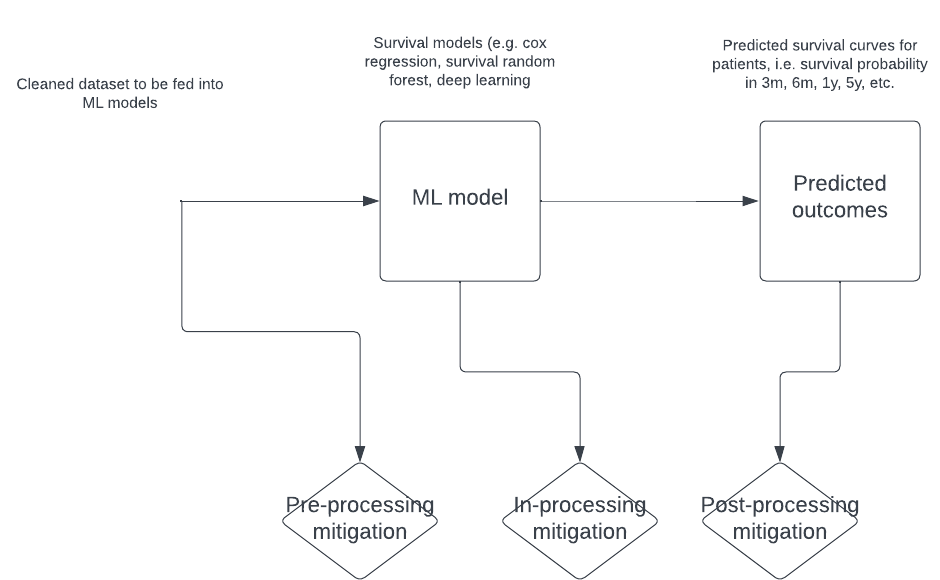 Cleaned dataset to be fed into
ML models
Survival models (e.g. cox
regression, survival random
forest, deep learning
Predicted survival curves for
patients, i.e. survival probability
in 3m, 6m, 1y, 5y, etc.
ML model
Predicted
outcomes
Pre-processing
mitigation
In-processing
mitigation
Post-processing
mitigation